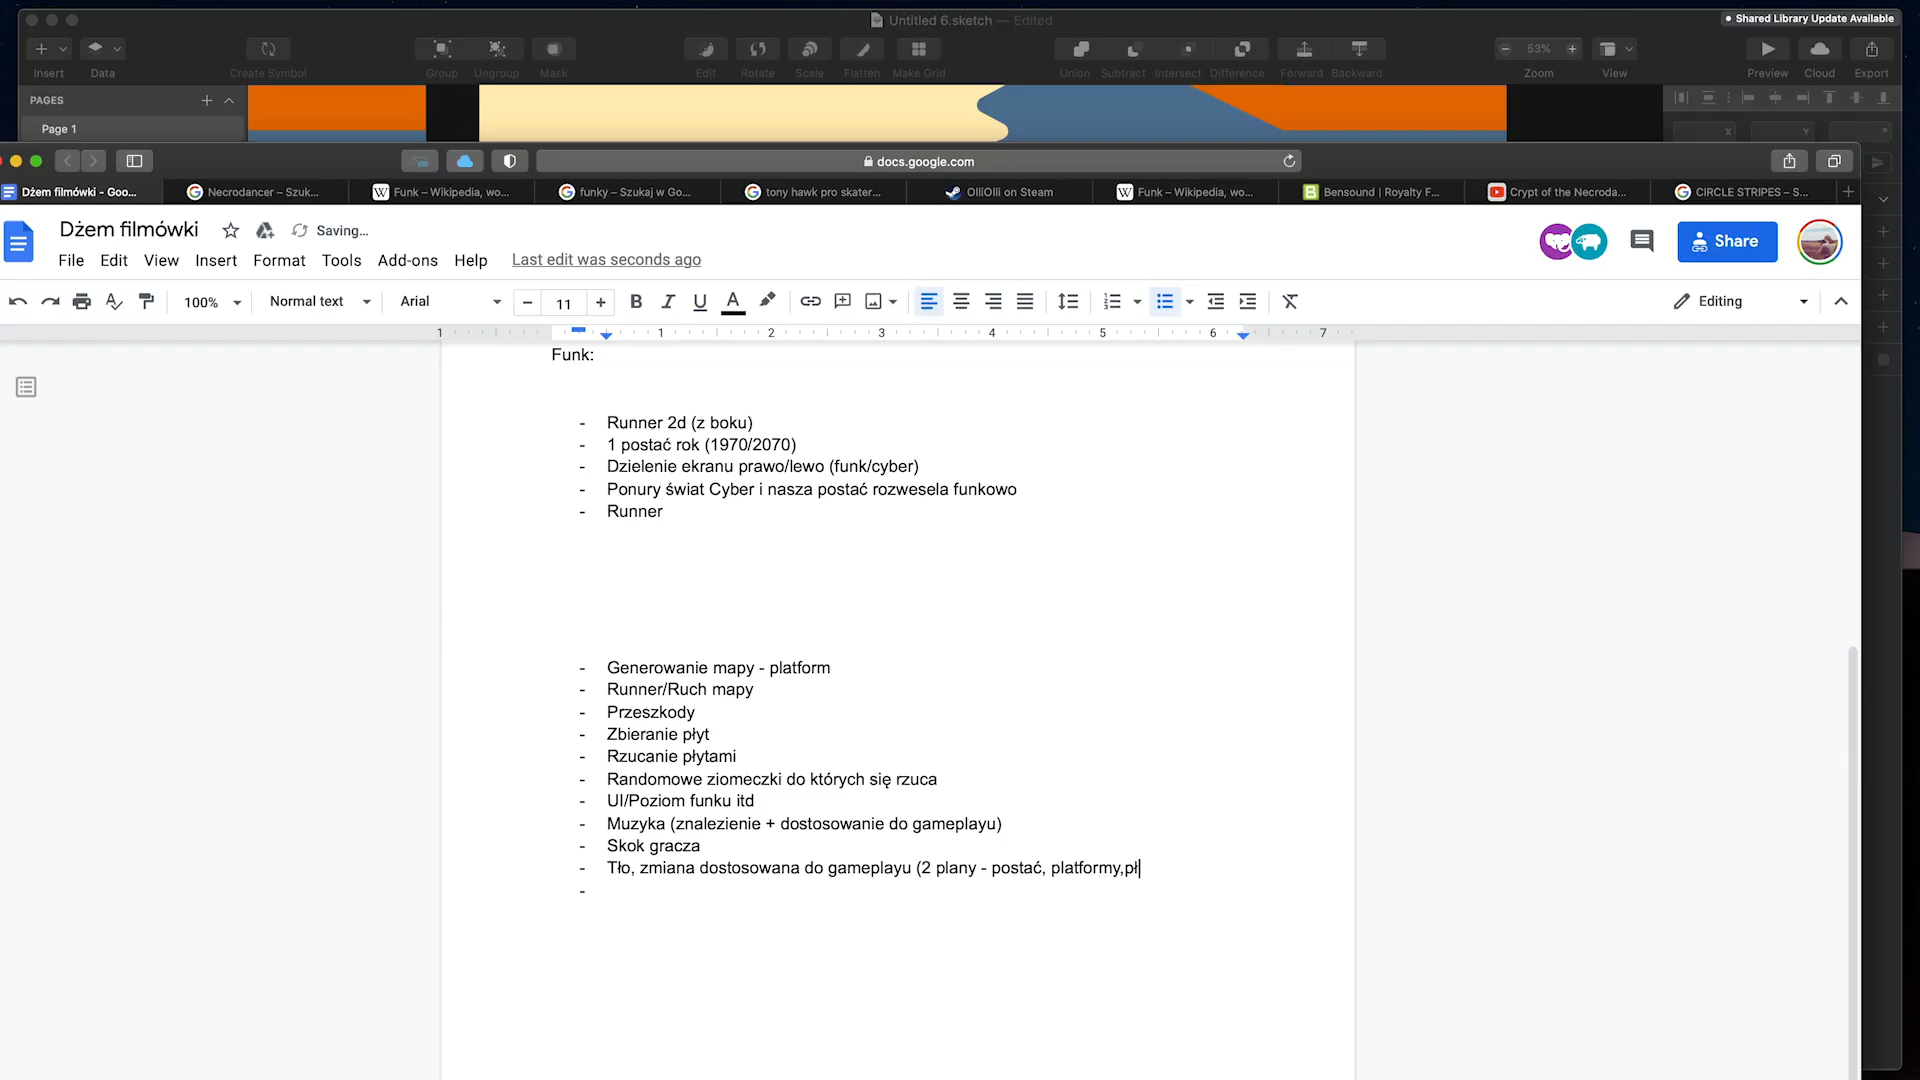 Untitled 6.sketch — Edited
Shared Library Update Available
Insert
Data
Create Symbol
Group
Ungroup
Mask
Edit
Rotate
Scale
Flatten
Make Grid
Union
Subtract
Intersect
Difference
Forward
Backward
53%
Zoom
View
Preview
Cloud
Export
PAGES
Page 1
X
Y
docs.google.com
Dżem filmówki - Goo...
Necrodancer – Szuk...
Funk – Wikipedia, wo...
funky – Szukaj w Go...
tony hawk pro skater...
OlliOlli on Steam
Funk – Wikipedia, wo...
Bensound | Royalty F...
Crypt of the Necroda...
CIRCLE STRIPES – S...
Dżem filmówki
Saving...
File
Edit
View
Insert
Format
Tools
Add-ons
Help
Last edit was seconds ago
Share
100%
Normal text
Arial
11
Editing
1 1 2 3 4 5 6 7
Funk:
- Runner 2d (z boku)
- 1 postać rok (1970/2070)
- Dzielenie ekranu prawo/lewo (funk/cyber)
- Ponury świat Cyber i nasza postać rozwesela funkowo
- Runner
- Generowanie mapy - platform
- Runner/Ruch mapy
- Przeszkody
- Zbieranie płyt
- Rzucanie płytami
- Randomowe ziomeczki do których się rzuca
- UI/Poziom funku itd
- Muzyka (znalezienie + dostosowanie do gameplayu)
- Skok gracza
- Tło, zmiana dostosowana do gameplayu (2 plany - postać, platformy,pł
-